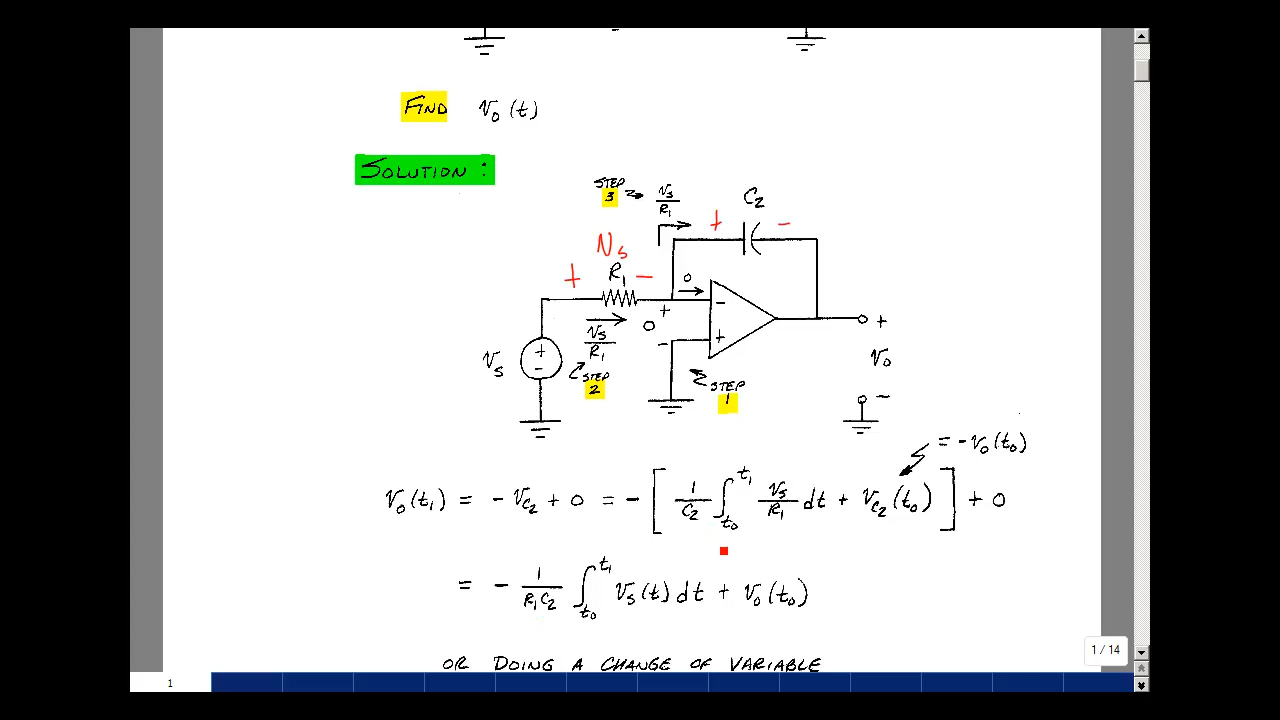 FIND v₀(t)
SOLUTION :
STEP 3
vs/R1
C2
+ -
Vs
+ R1 -
0
+
0
-
- +
vs/R1
STEP 2
Vs
+ -
STEP 1
+
v₀
-
= -v₀(t₀)
v₀(t₁) = - vC2 + 0 = - [ 1/C2 ∫t₀t₁ vs/R1 dt + vC2(t₀) ] + 0
= - 1/R1C2 ∫t₀t₁ vs(t) dt + v₀(t₀)
OR DOING A CHANGE OF VARIABLE
1 / 14
1